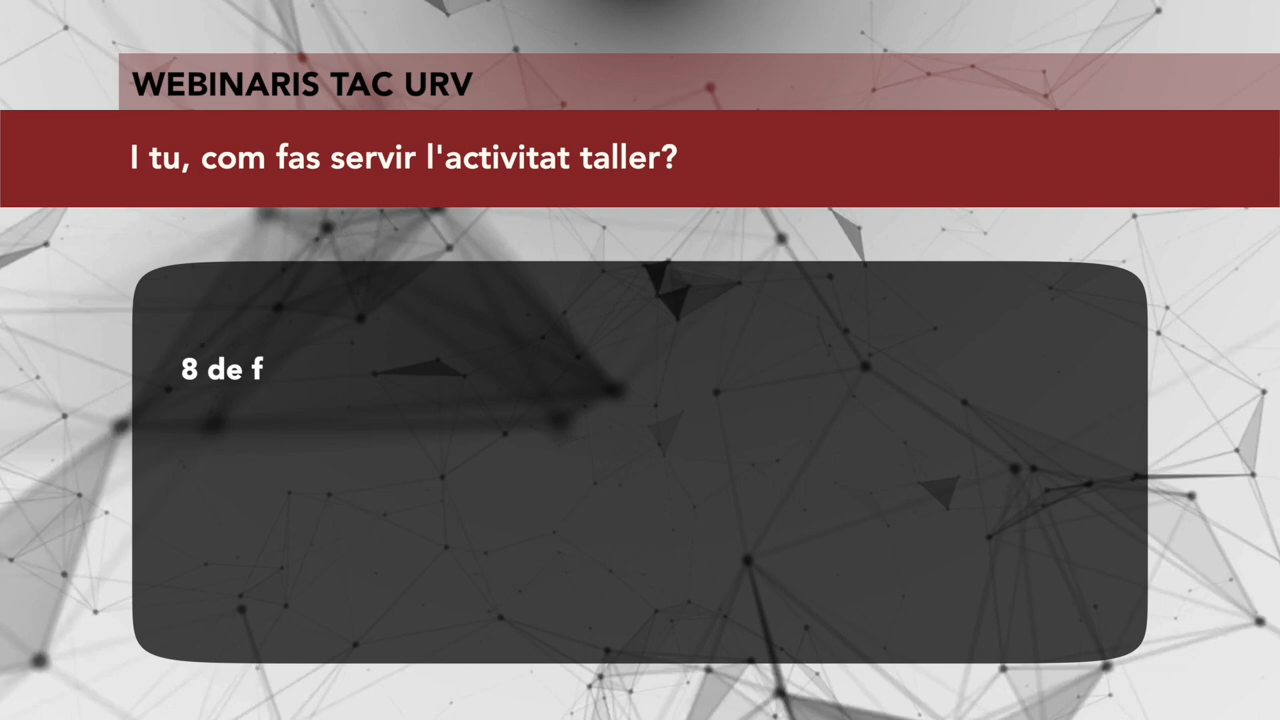 WEBINARIS TAC URV
I tu, com fas servir l'activitat taller?
8 de f